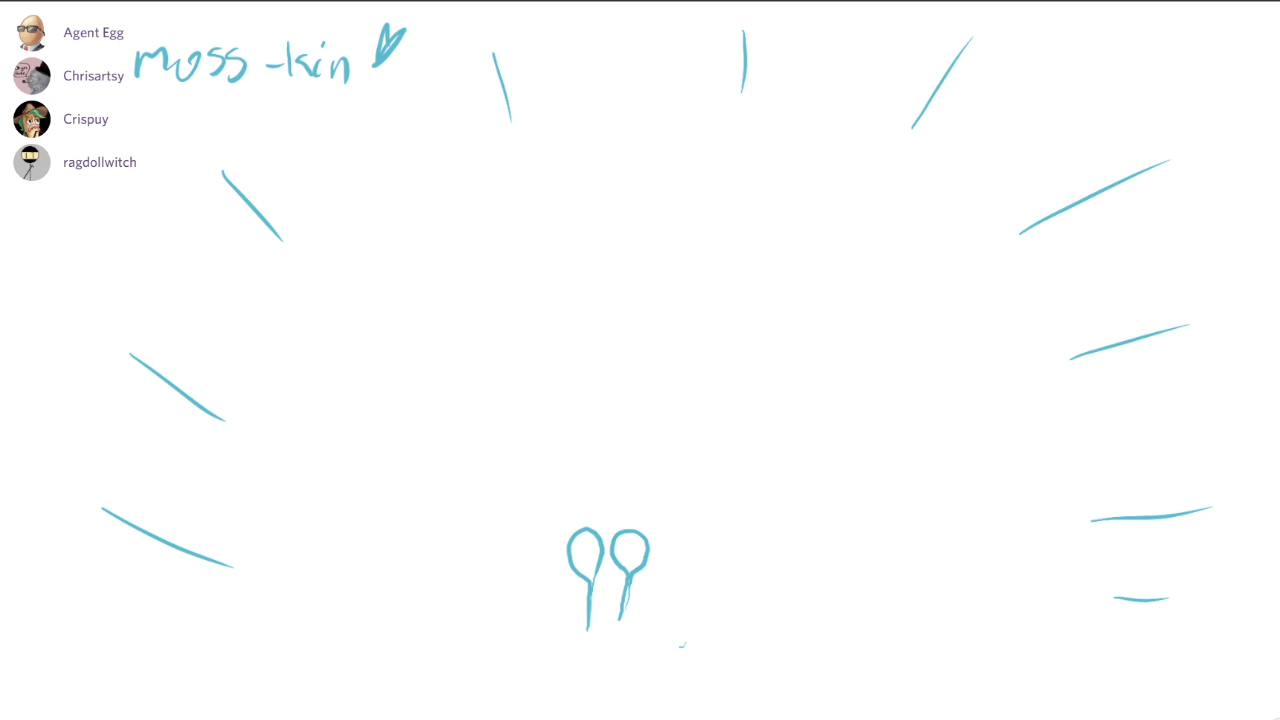 Agent Egg
moss-kin
Chrisartsy
Crispuy
ragdollwitch